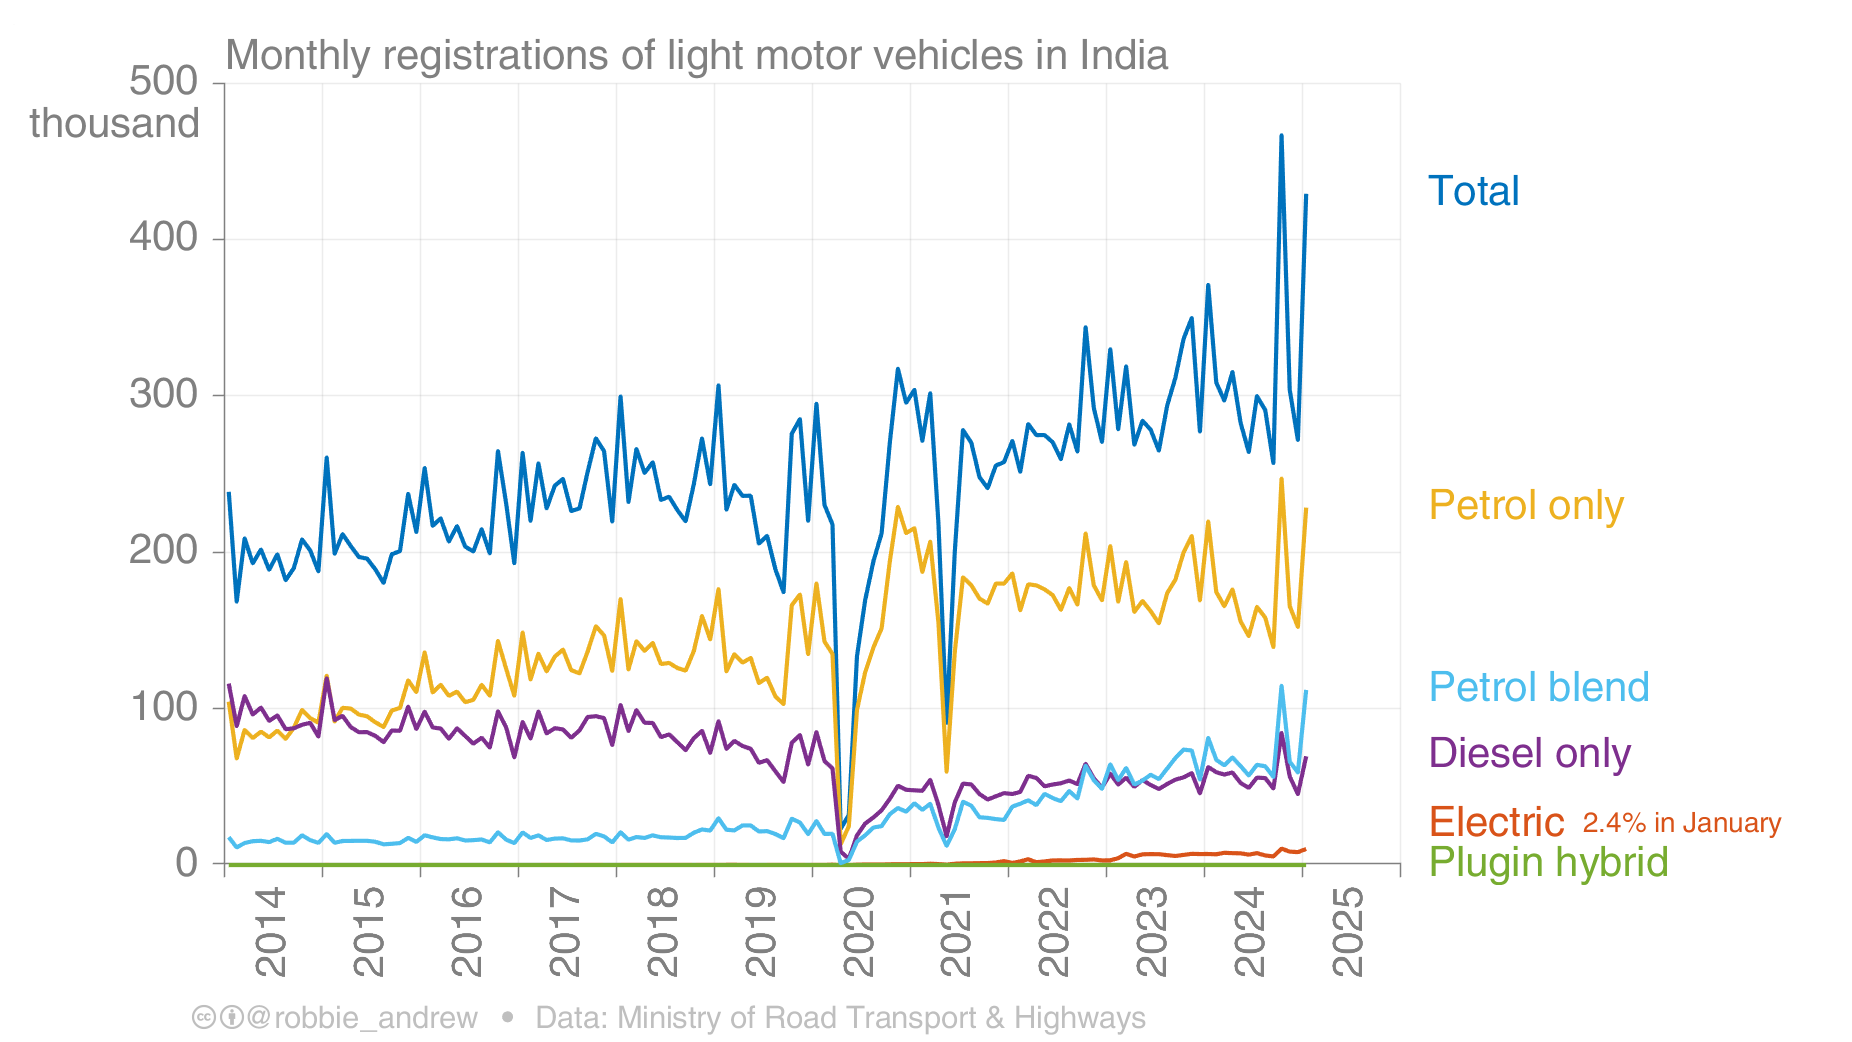 Monthly registrations of light motor vehicles in India
500
thousand
400
300
200
100
0
Total
Petrol only
Petrol blend
Diesel only
Electric 2.4% in January
Plugin hybrid
2014 2015 2016 2017 2018 2019 2020 2021 2022 2023 2024 2025
@robbie_andrew • Data: Ministry of Road Transport & Highways